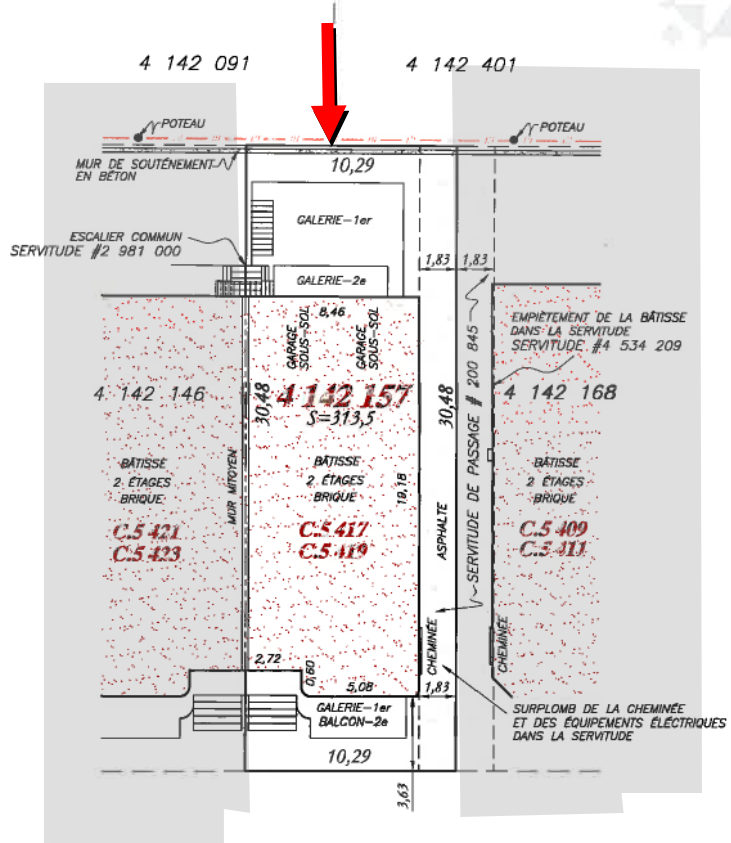 4 142 091
4 142 401
POTEAU
POTEAU
MUR DE SOUTÉNEMENT
EN BÉTON
10,29
GALERIE-1er
ESCALIER COMMUN
SERVITUDE #2 981 000
1,83
1,83
GALERIE-2e
8,46
GARAGE
SOUS-SOL
GARAGE
SOUS-SOL
EMPIÈTEMENT DE LA BÂTISSE
DANS LA SERVITUDE
SERVITUDE #4 534 209
4 142 146
30,48
4 142 157
S=313,5
30,48
4 142 168
SERVITUDE DE PASSAGE # 200 845
BÂTISSE
2 ÉTAGES
BRIQUE
MUR MITOYEN
BÂTISSE
2 ÉTAGES
BRIQUE
19,18
ASPHALTE
BÂTISSE
2 ÉTAGES
BRIQUE
C.5 421
C.5 423
C.5 417
C.5 419
C.5 409
C.5 411
CHEMINÉE
CHEMINÉE
2,72
0,60
5,08
1,83
GALERIE-1er
BALCON-2e
SURPLOMB DE LA CHEMINÉE
ET DES ÉQUIPEMENTS ÉLECTRIQUES
DANS LA SERVITUDE
10,29
3,63